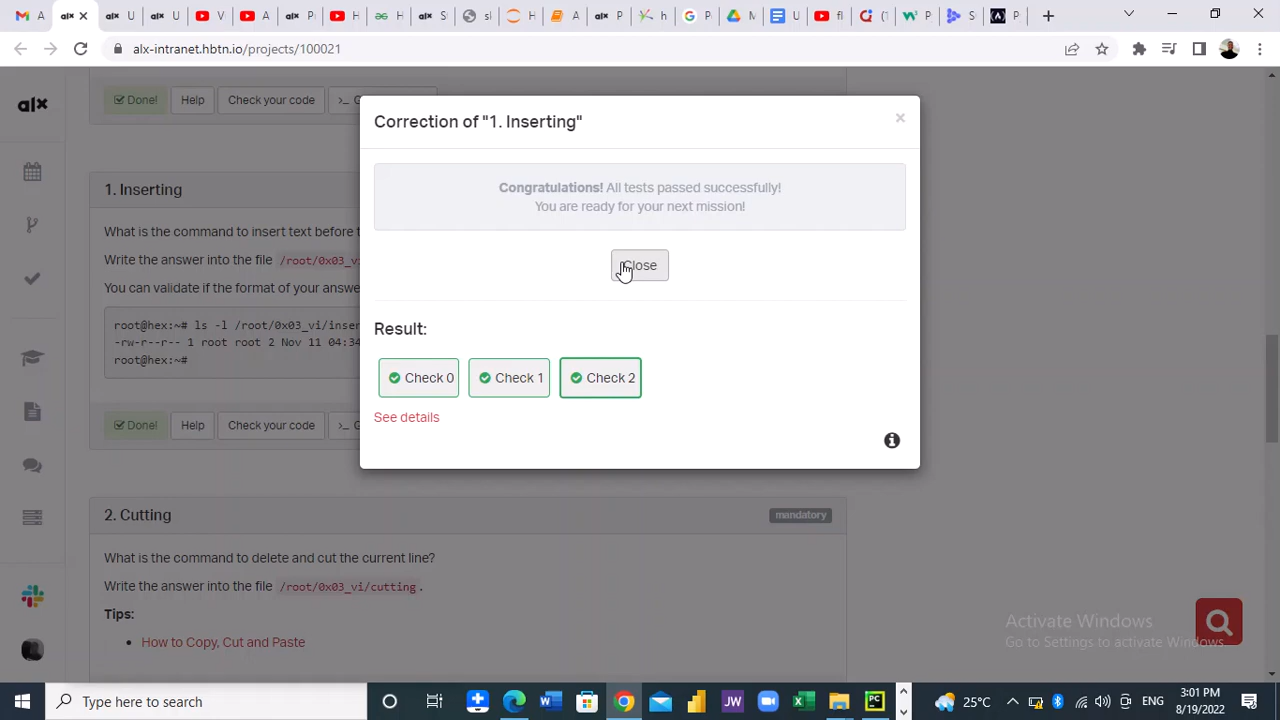 alx
U
U
V
A
P
H
H
S
si
H
A
P
h
P
M
U
fl
(
P
S
P
alx-intranet.hbtn.io/projects/100021
alx
Done!
Help
Check your code
>_ G
Correction of "1. Inserting"
×
Congratulations! All tests passed successfully!
You are ready for your next mission!
Close
Result:
Check 0
Check 1
Check 2
See details
1. Inserting
What is the command to insert text before t
Write the answer into the file /root/0x03_vi
You can validate if the format of your answe
root@hex:~# ls -l /root/0x03_vi/inser
-rw-r--r-- 1 root root 2 Nov 11 04:34
root@hex:~#
Done!
Help
Check your code
>_ G
2. Cutting
mandatory
What is the command to delete and cut the current line?
Write the answer into the file /root/0x03_vi/cutting.
Tips:
• How to Copy, Cut and Paste
Activate Windows
Go to Settings to activate Windows.
Type here to search
W
JW
PC
25°C
ENG
3:01 PM
8/19/2022